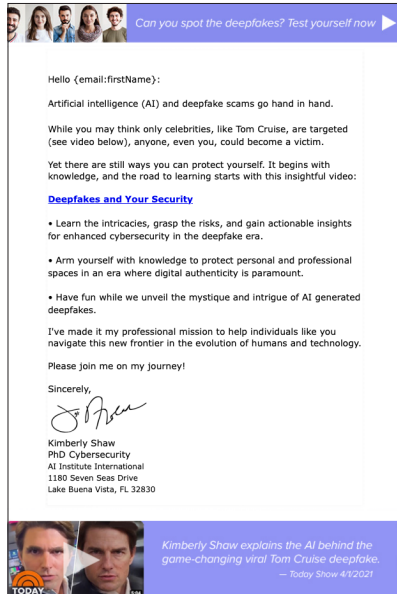 Can you spot the deepfakes? Test yourself now
Hello {email:firstName}:
Artificial intelligence (AI) and deepfake scams go hand in hand.
While you may think only celebrities, like Tom Cruise, are targeted
(see video below), anyone, even you, could become a victim.
Yet there are still ways you can protect yourself. It begins with
knowledge, and the road to learning starts with this insightful video:
Deepfakes and Your Security
• Learn the intricacies, grasp the risks, and gain actionable insights
for enhanced cybersecurity in the deepfake era.
• Arm yourself with knowledge to protect personal and professional
spaces in an era where digital authenticity is paramount.
• Have fun while we unveil the mystique and intrigue of AI generated
deepfakes.
I've made it my professional mission to help individuals like you
navigate this new frontier in the evolution of humans and technology.
Please join me on my journey!
Sincerely,
Kimberly Shaw
PhD Cybersecurity
AI Institute International
1180 Seven Seas Drive
Lake Buena Vista, FL 32830
Kimberly Shaw explains the AI behind the
game-changing viral Tom Cruise deepfake.
— Today Show 4/1/2021
TODAY